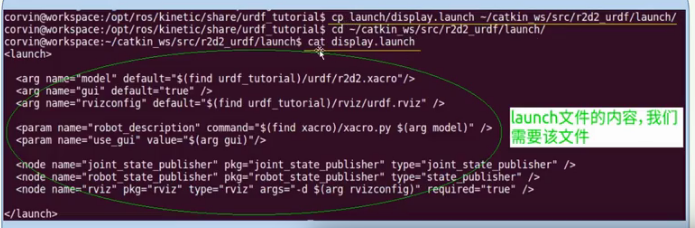 corvin@workspace:/opt/ros/kinetic/share/urdf_tutorial$ cp launch/display.launch ~/catkin_ws/src/r2d2_urdf/launch/
corvin@workspace:/opt/ros/kinetic/share/urdf_tutorial$ cd ~/catkin_ws/src/r2d2_urdf/launch/
corvin@workspace:~/catkin_ws/src/r2d2_urdf/launch$ cat display.launch
<launch>
<arg name="model" default="$(find urdf_tutorial)/urdf/r2d2.xacro"/>
<arg name="gui" default="true" />
<arg name="rvizconfig" default="$(find urdf_tutorial)/rviz/urdf.rviz" />
<param name="robot_description" command="$(find xacro)/xacro.py $(arg model)" />
<param name="use_gui" value="$(arg gui)"/>
launch文件的内容,我们
需要该文件
<node name="joint_state_publisher" pkg="joint_state_publisher" type="joint_state_publisher" />
<node name="robot_state_publisher" pkg="robot_state_publisher" type="state_publisher" />
<node name="rviz" pkg="rviz" type="rviz" args="-d $(arg rvizconfig)" required="true" />
</launch>